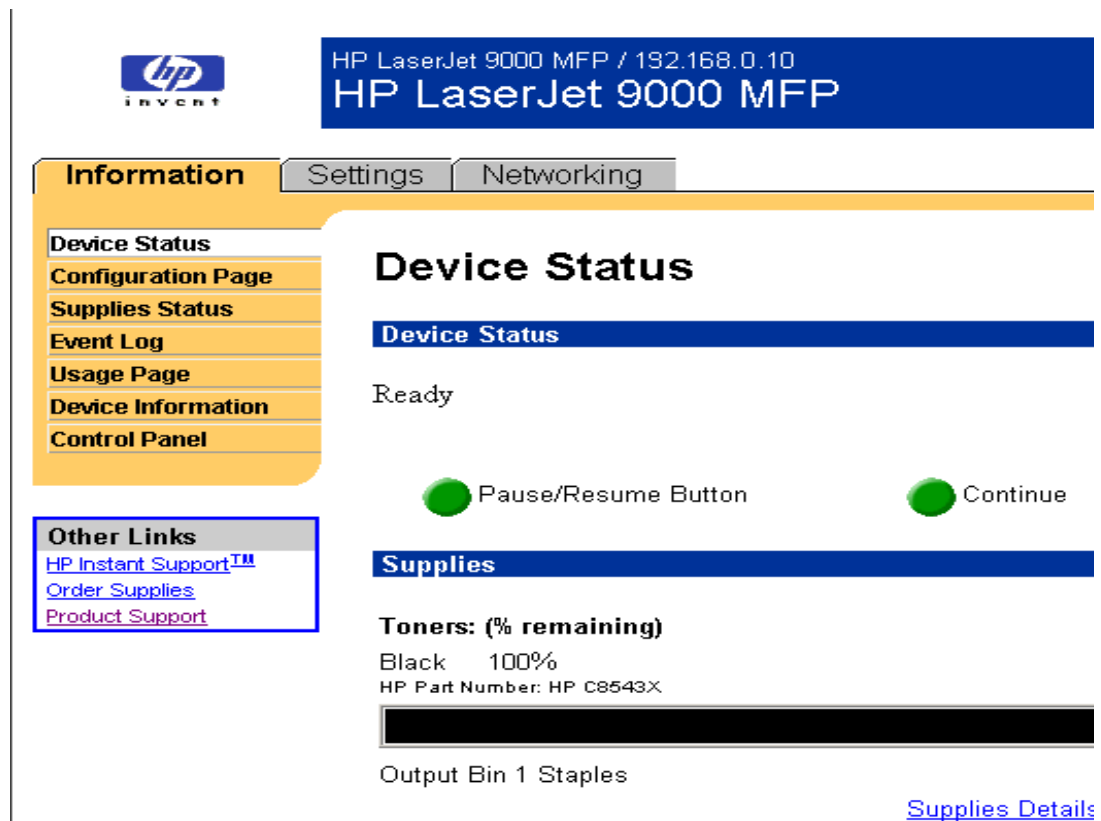 hp
invent
HP LaserJet 9000 MFP / 192.168.0.10
HP LaserJet 9000 MFP
Information Settings Networking
Device Status
Configuration Page
Supplies Status
Event Log
Usage Page
Device Information
Control Panel
Other Links
HP Instant Support™
Order Supplies
Product Support
Device Status
Device Status
Ready
Pause/Resume Button Continue
Supplies
Toners: (% remaining)
Black 100%
HP Part Number: HP C8543X
Output Bin 1 Staples
Supplies Details